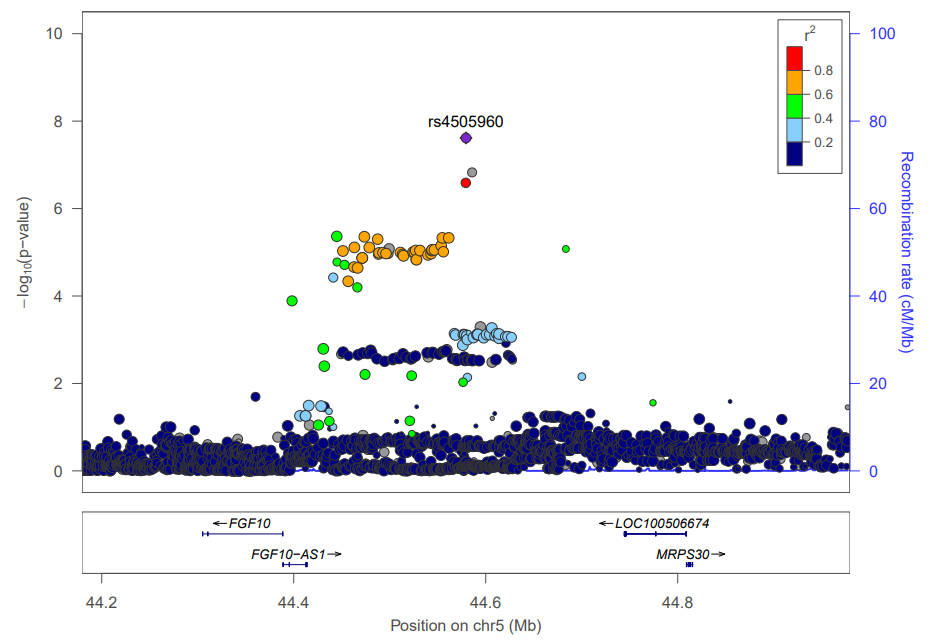 10
8
6
4
2
0
−log10(p−value)
100
80
60
40
20
0
Recombination rate (cM/Mb)
r2
0.8
0.6
0.4
0.2
rs4505960
←FGF10
←LOC100506674
FGF10−AS1→
MRPS30→
44.2 44.4 44.6 44.8
Position on chr5 (Mb)